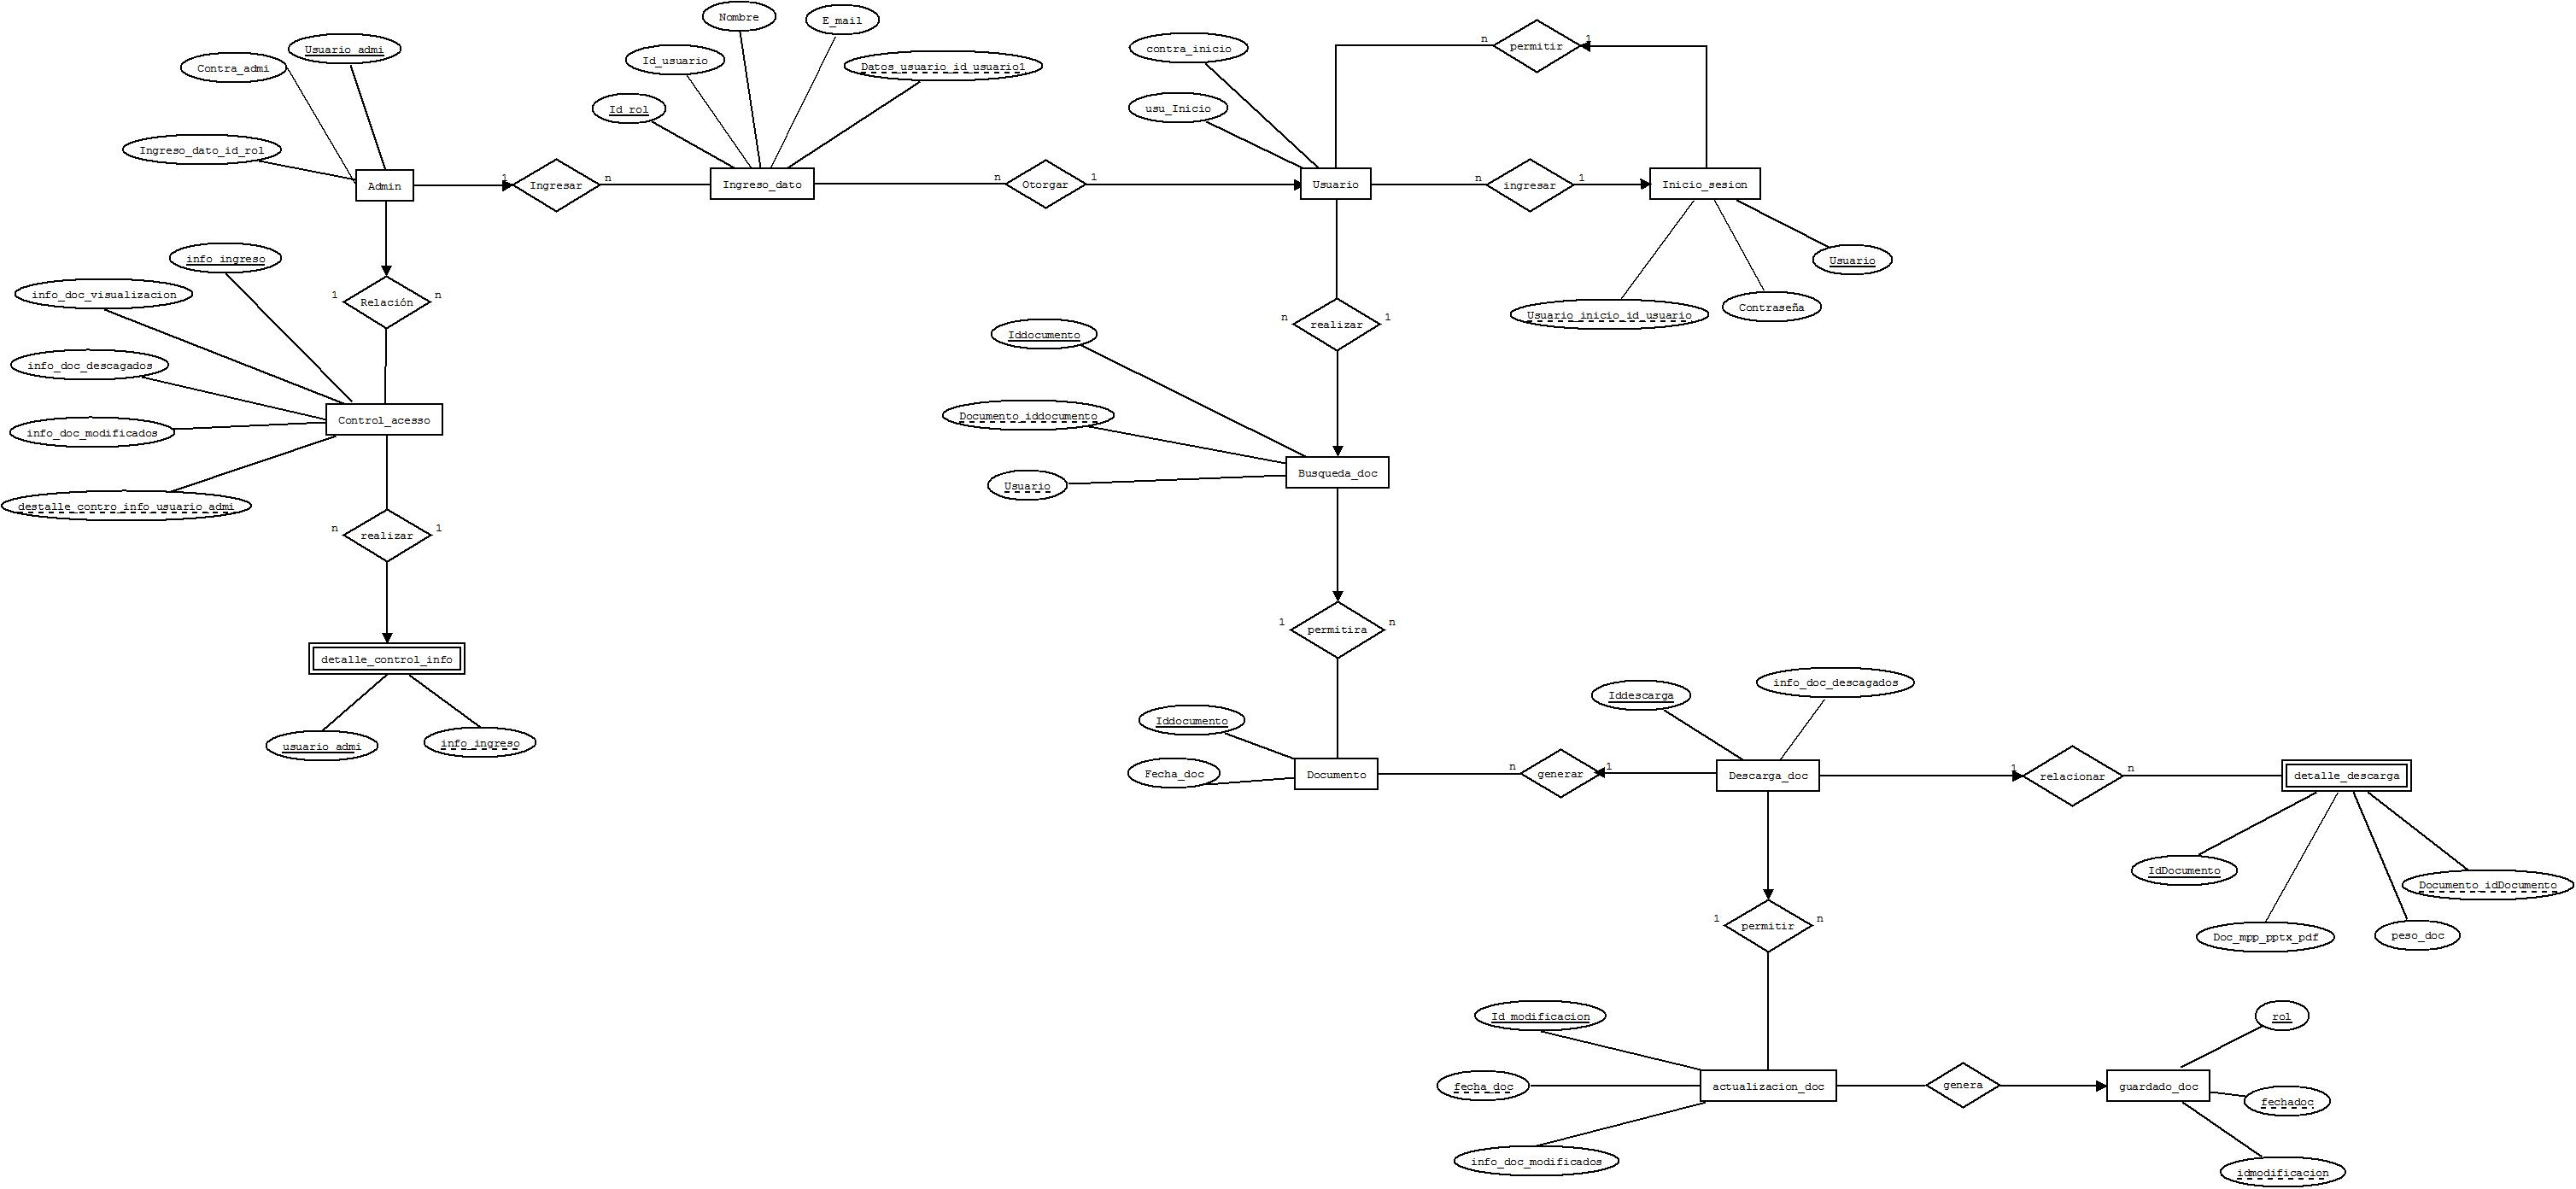 Nombre
E_mail
Usuario_admi
Contra_admi
Id_usuario
Datos_usuario_id_usuario1
contra_inicio
n
permitir
1
Id_rol
usu_Inicio
Ingreso_dato_id_rol
Admin
1
Ingresar
n
Ingreso_dato
n
Otorgar
1
Usuario
n
ingresar
1
Inicio_sesion
info_ingreso
Usuario
info_doc_visualizacion
1
Relación
n
Usuario_inicio_id_usuario
Contraseña
n
realizar
1
Iddocumento
info_doc_descagados
Documento_iddocumento
Control_acesso
info_doc_modificados
Busqueda_doc
Usuario
destalle_contro_info_usuario_admi
n
realizar
1
1
permitira
n
detalle_control_info
usuario_admi
info_ingreso
Iddescarga
info_doc_descagados
Iddocumento
Fecha_doc
Documento
n
generar
1
Descarga_doc
1
relacionar
n
detalle_descarga
IdDocumento
Documento_idDocumento
1
permitir
n
Doc_mpp_pptx_pdf
peso_doc
Id_modificacion
rol
fecha_doc
actualizacion_doc
genera
guardado_doc
fechadoc
info_doc_modificados
idmodificacion